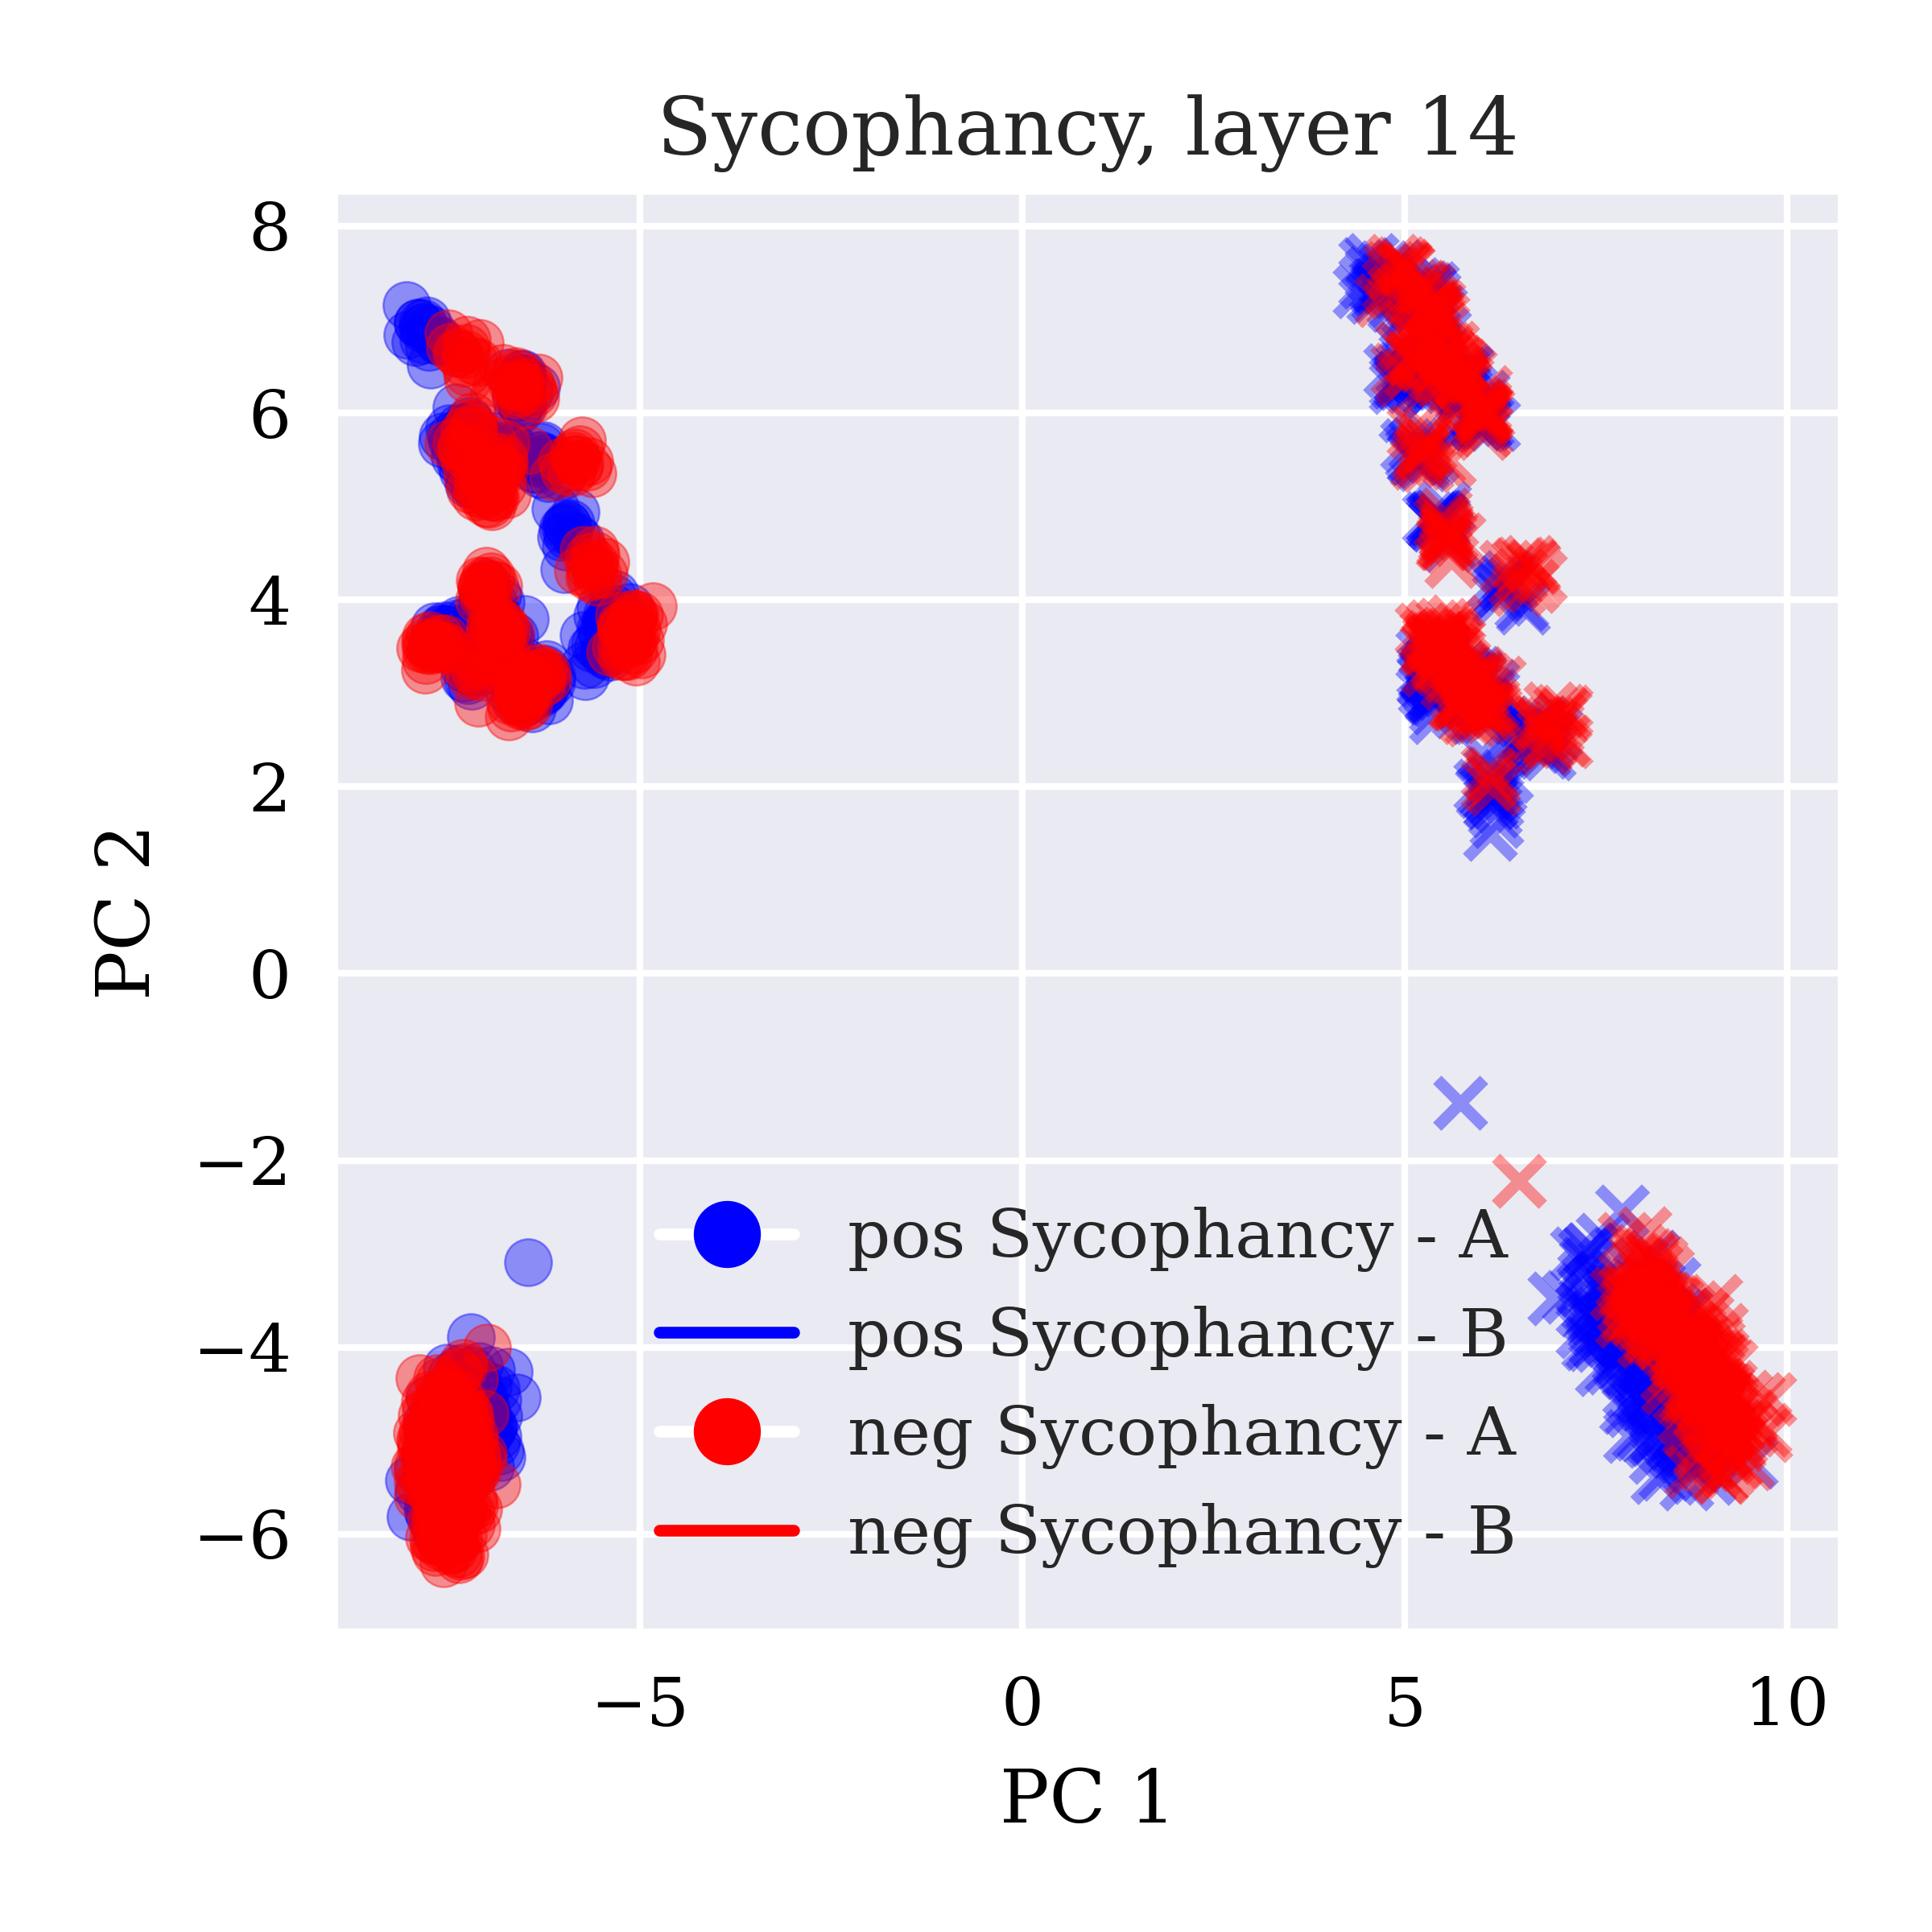 Sycophancy, layer 14
8
6
4
2
0
−2
−4
−6
PC 2
pos Sycophancy - A
pos Sycophancy - B
neg Sycophancy - A
neg Sycophancy - B
−5 0 5 10
PC 1